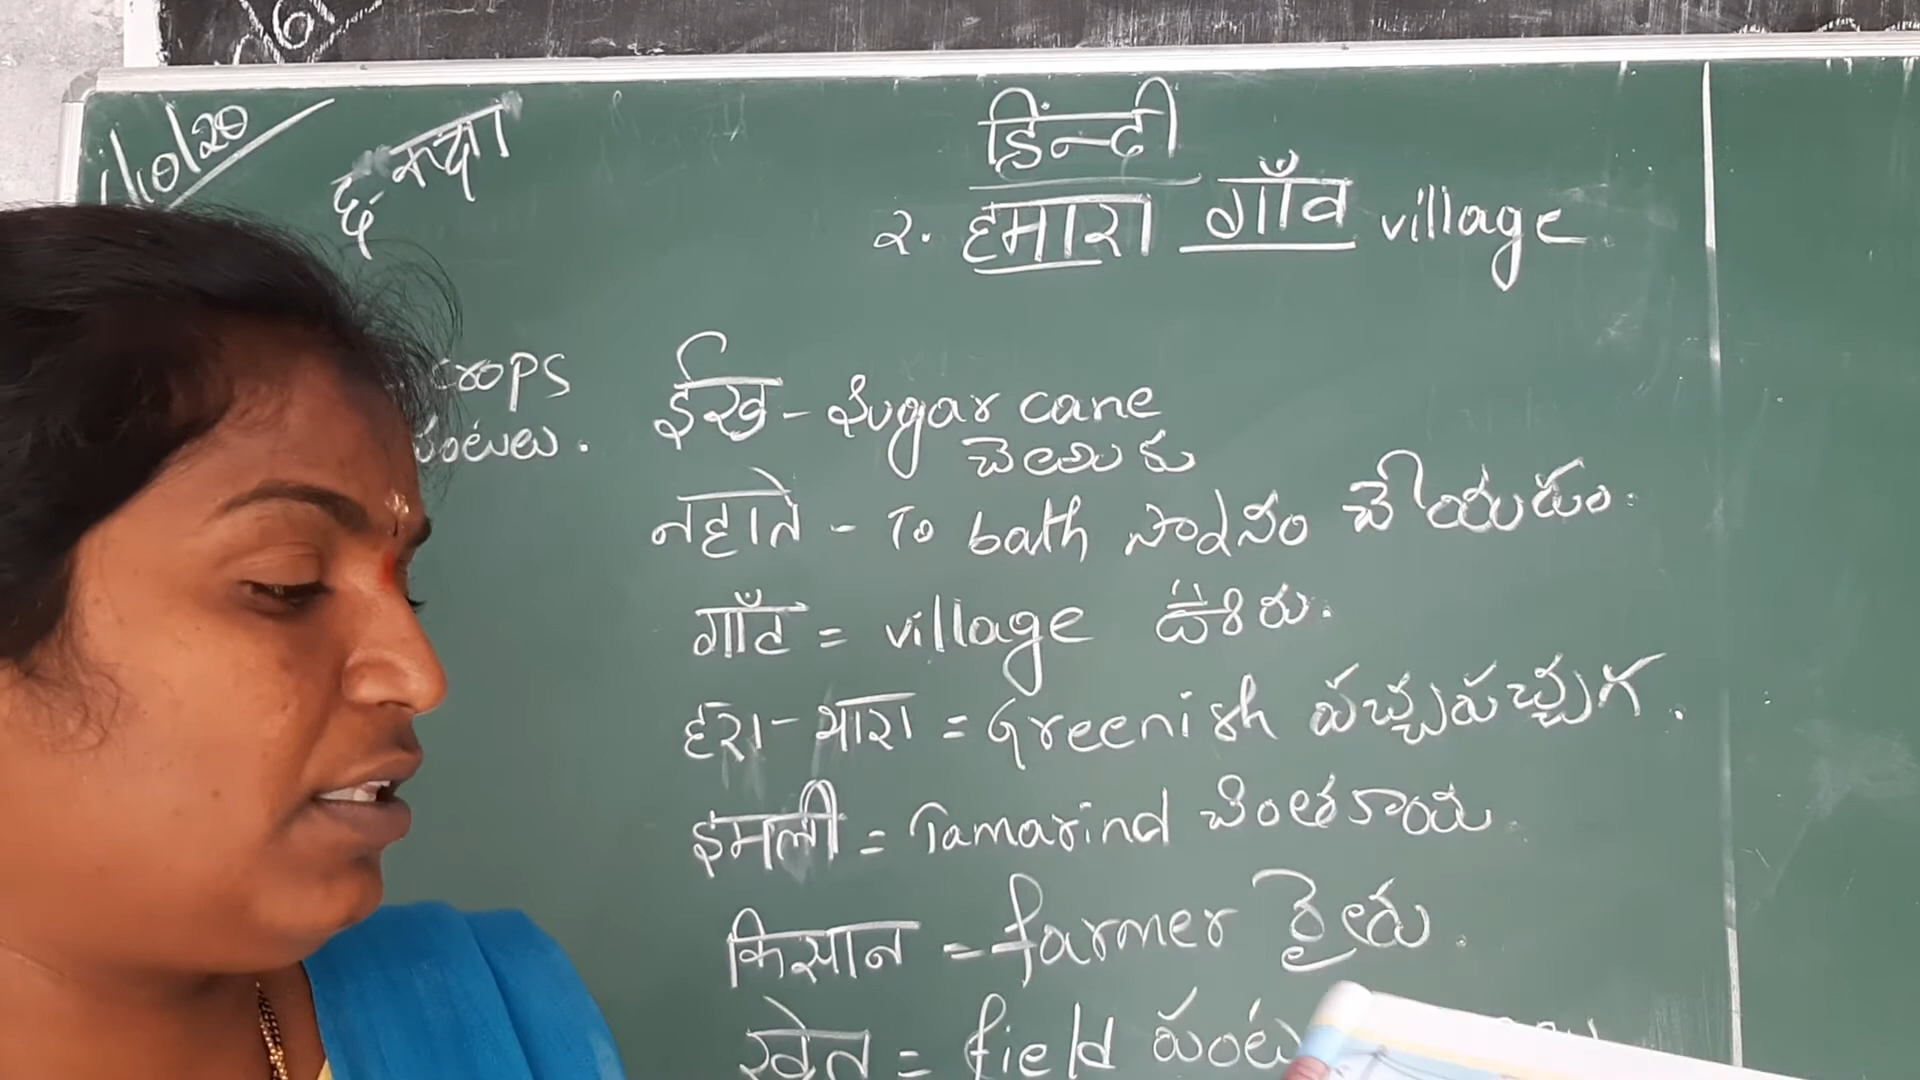 1/10/20
छः कक्षा
हिन्दी
२. हमारा गाँव village
crops
పంటలు.
ईख - Sugar cane
చెఱుకు
नहाते - To bath స్నానం చేయుడం.
गाँव = village ఊరు.
हरा-भरा = Greenish పచ్చపచ్చగ.
इमली = Tamarind చింతకాయ
किसान = farmer రైతు.
खेत = field పంట